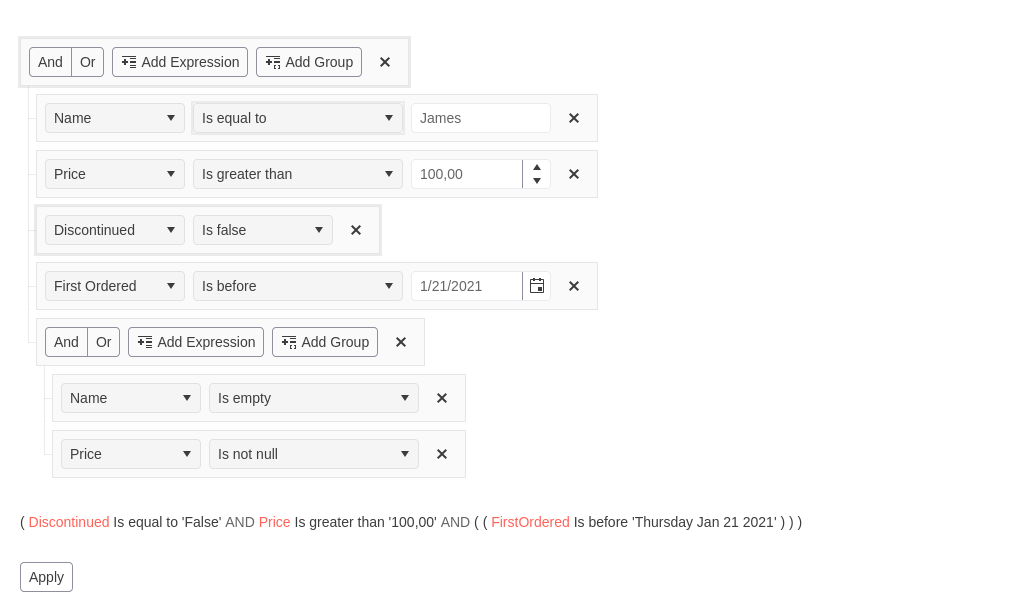 And Or Add Expression Add Group
Name Is equal to James
Price Is greater than 100,00
Discontinued Is false
First Ordered Is before 1/21/2021
And Or Add Expression Add Group
Name Is empty
Price Is not null
( Discontinued Is equal to 'False' AND Price Is greater than '100,00' AND ( ( FirstOrdered Is before 'Thursday Jan 21 2021' ) ) )
Apply